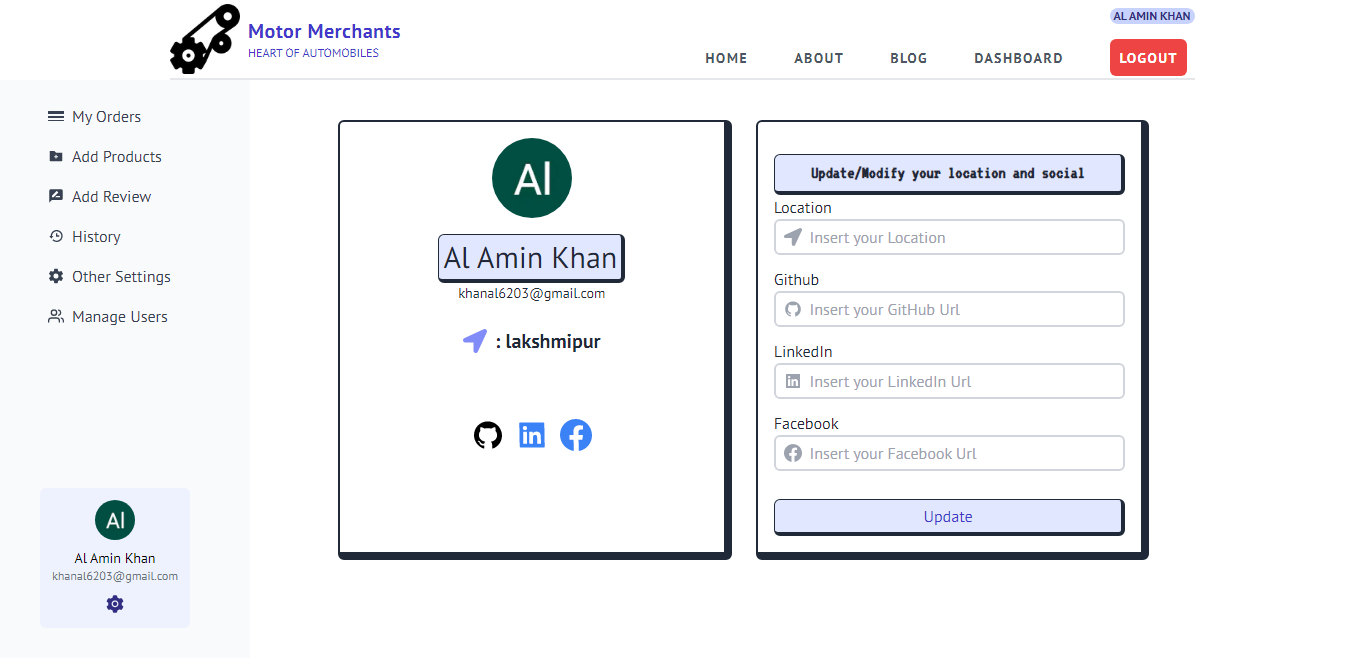 Motor Merchants
HEART OF AUTOMOBILES
AL AMIN KHAN
HOME
ABOUT
BLOG
DASHBOARD
LOGOUT
My Orders
Add Products
Add Review
History
Other Settings
Manage Users
Al
Al Amin Khan
khanal6203@gmail.com
Al
Al Amin Khan
khanal6203@gmail.com
: lakshmipur
in
Update/Modify your location and social
Location
Insert your Location
Github
Insert your GitHub Url
LinkedIn
in Insert your LinkedIn Url
Facebook
Insert your Facebook Url
Update